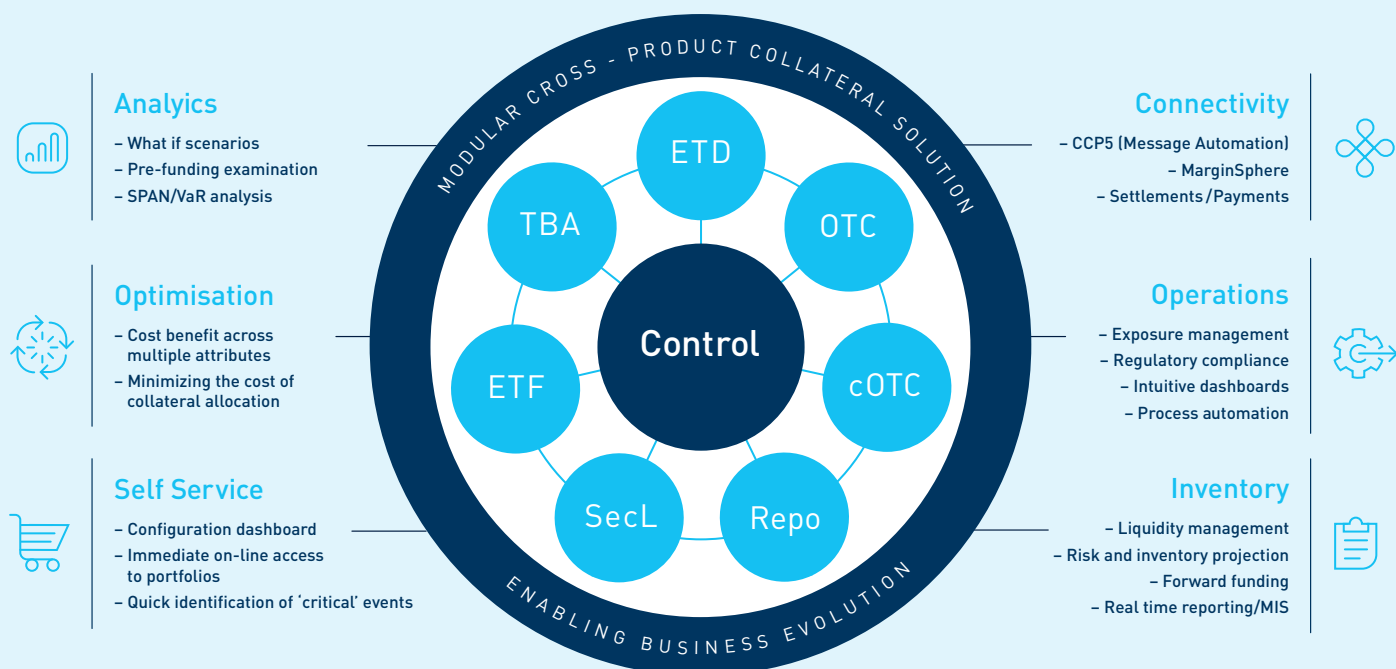 MODULAR CROSS - PRODUCT COLLATERAL SOLUTION
Analyics
– What if scenarios
– Pre-funding examination
– SPAN/VaR analysis
Optimisation
– Cost benefit across
multiple attributes
– Minimizing the cost of
collateral allocation
Self Service
– Configuration dashboard
– Immediate on-line access
to portfolios
– Quick identification of ‘critical’ events
ETD
TBA
OTC
Control
ETF
cOTC
SecL
Repo
Connectivity
– CCP5 (Message Automation)
– MarginSphere
– Settlements/Payments
Operations
– Exposure management
– Regulatory compliance
– Intuitive dashboards
– Process automation
Inventory
– Liquidity management
– Risk and inventory projection
– Forward funding
– Real time reporting/MIS
ENABLING BUSINESS EVOLUTION